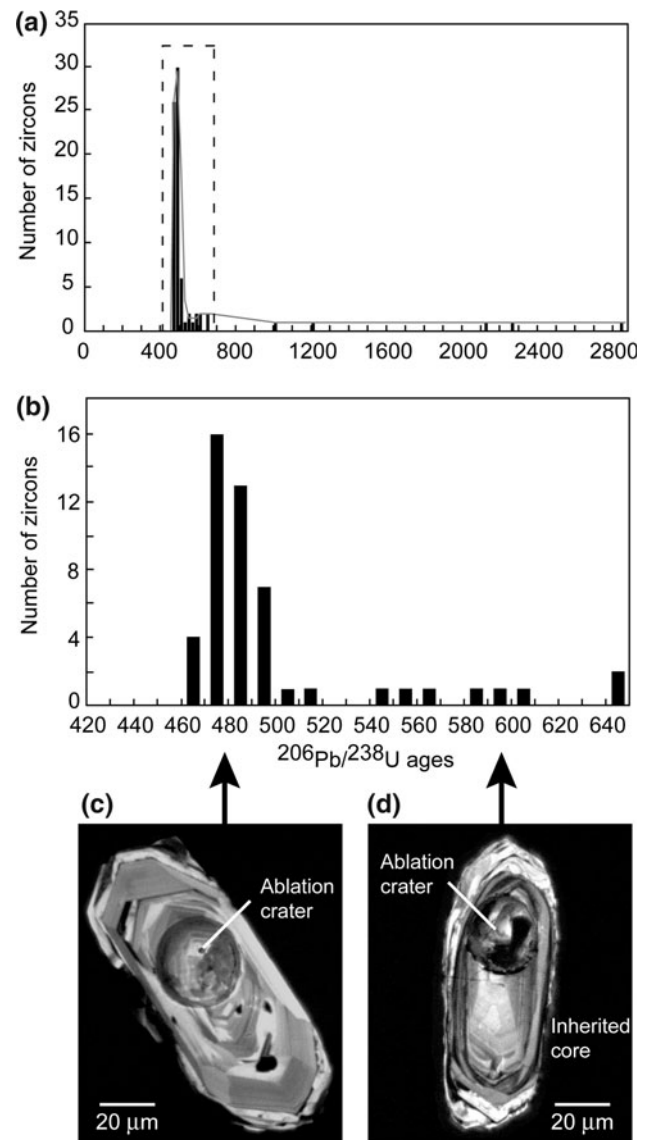 (a)
35
30
25
20
15
10
5
0
Number of zircons
0 400 800 1200 1600 2000 2400 2800
(b)
16
12
8
4
0
Number of zircons
420 440 460 480 500 520 540 560 580 600 620 640
²⁰⁶Pb/²³⁸U ages
(c)
Ablation
crater
20 µm
(d)
Ablation
crater
Inherited
core
20 µm